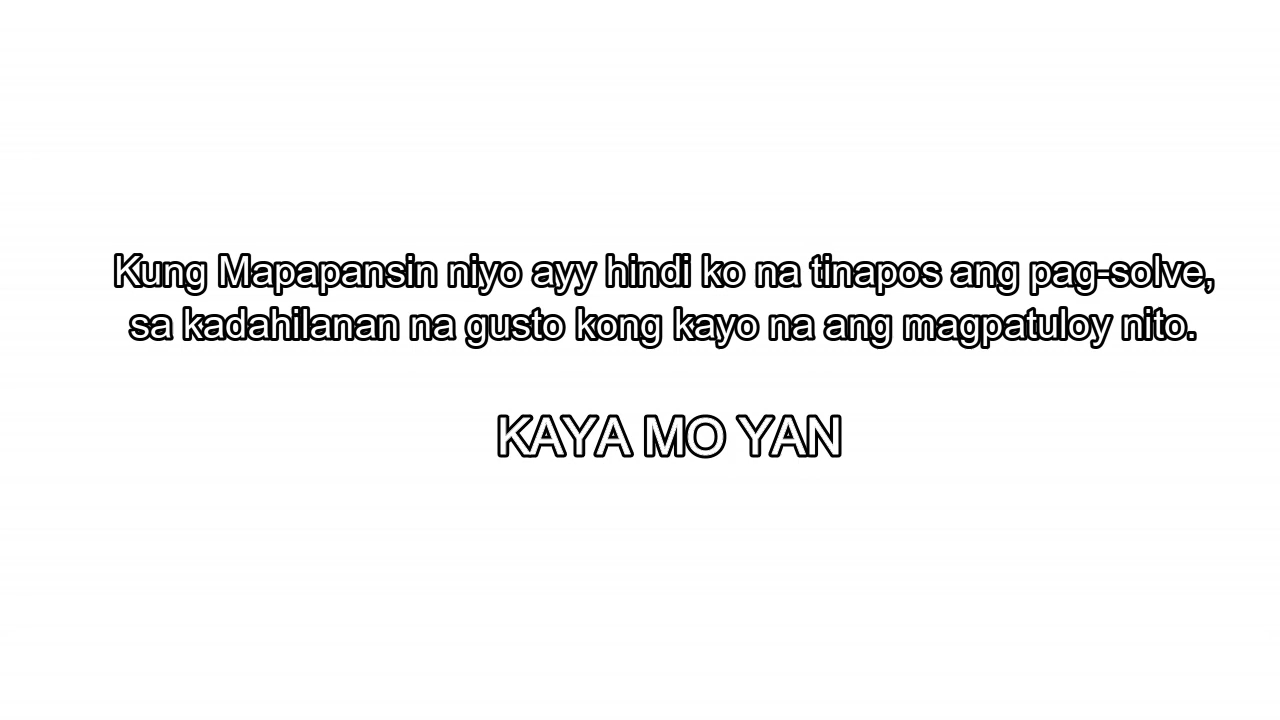 Kung Mapapansin niyo ayy hindi ko na tinapos ang pag-solve,
sa kadahilanan na gusto kong kayo na ang magpatuloy nito.
KAYA MO YAN